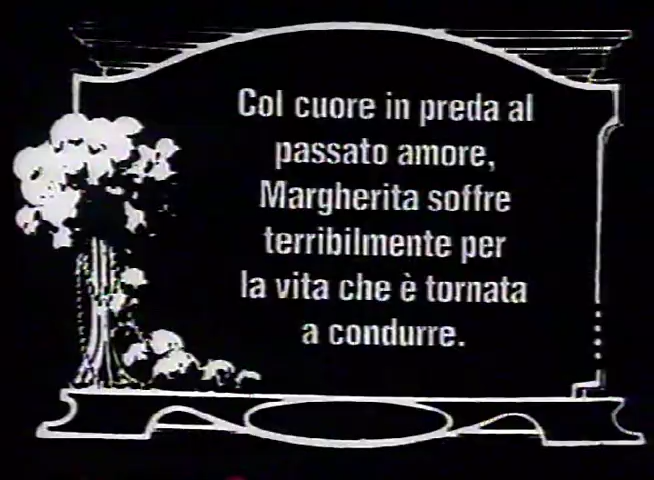 Col cuore in preda al
passato amore,
Margherita soffre
terribilmente per
la vita che è tornata
a condurre.